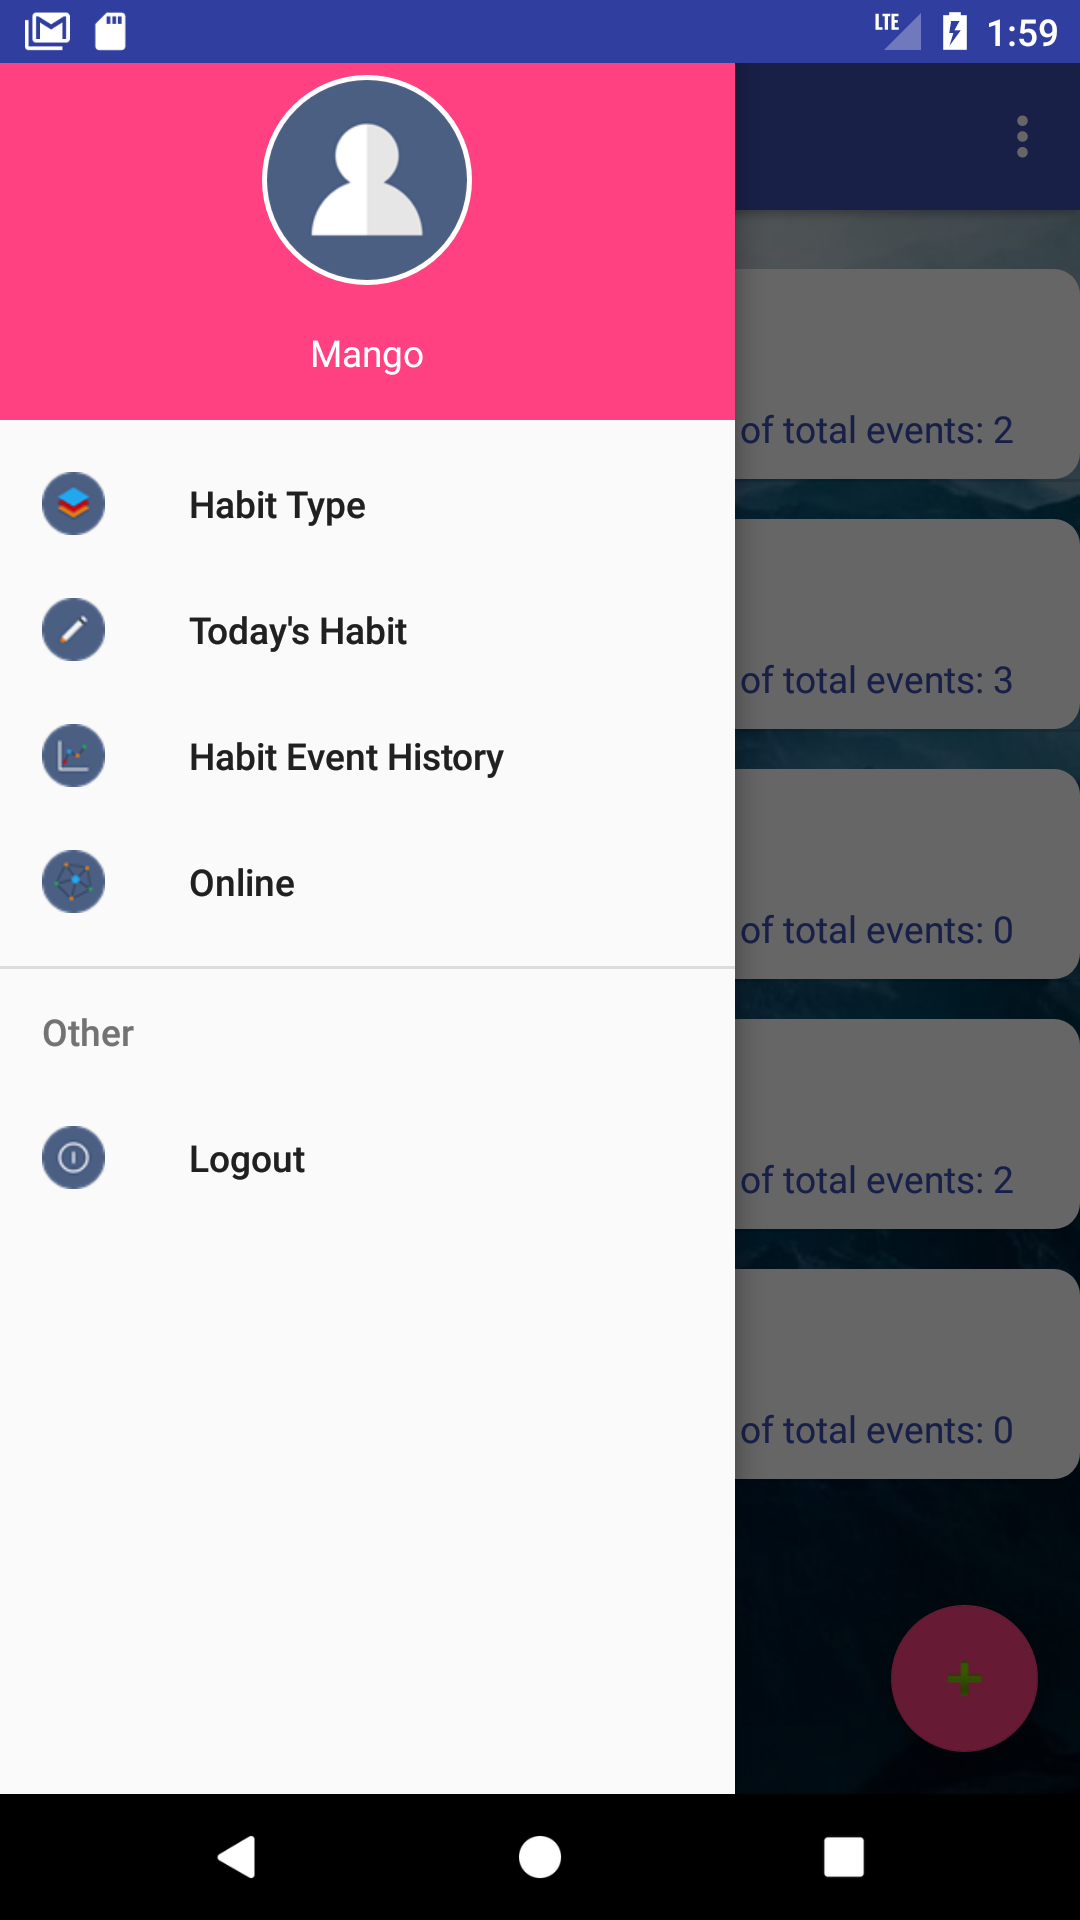 LTE 1:59
Mango
of total events: 2
Habit Type
Today's Habit
of total events: 3
Habit Event History
Online
of total events: 0
Other
Logout
of total events: 2
of total events: 0